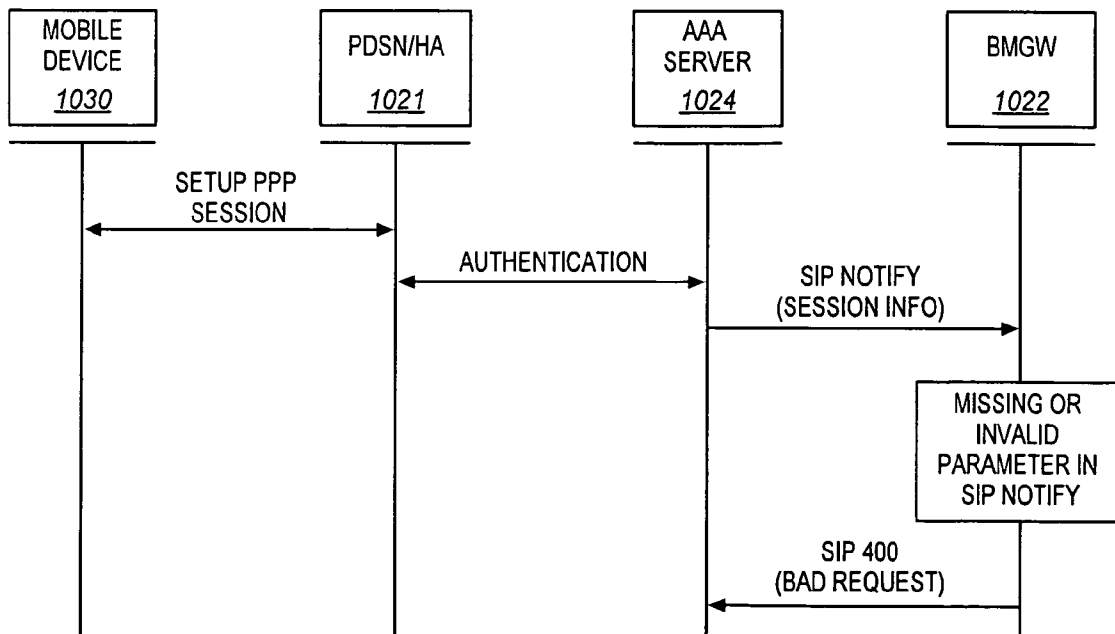 MOBILE
DEVICE
1030
PDSN/HA
1021
AAA
SERVER
1024
BMGW
1022
SETUP PPP
SESSION
AUTHENTICATION
SIP NOTIFY
(SESSION INFO)
MISSING OR
INVALID
PARAMETER IN
SIP NOTIFY
SIP 400
(BAD REQUEST)